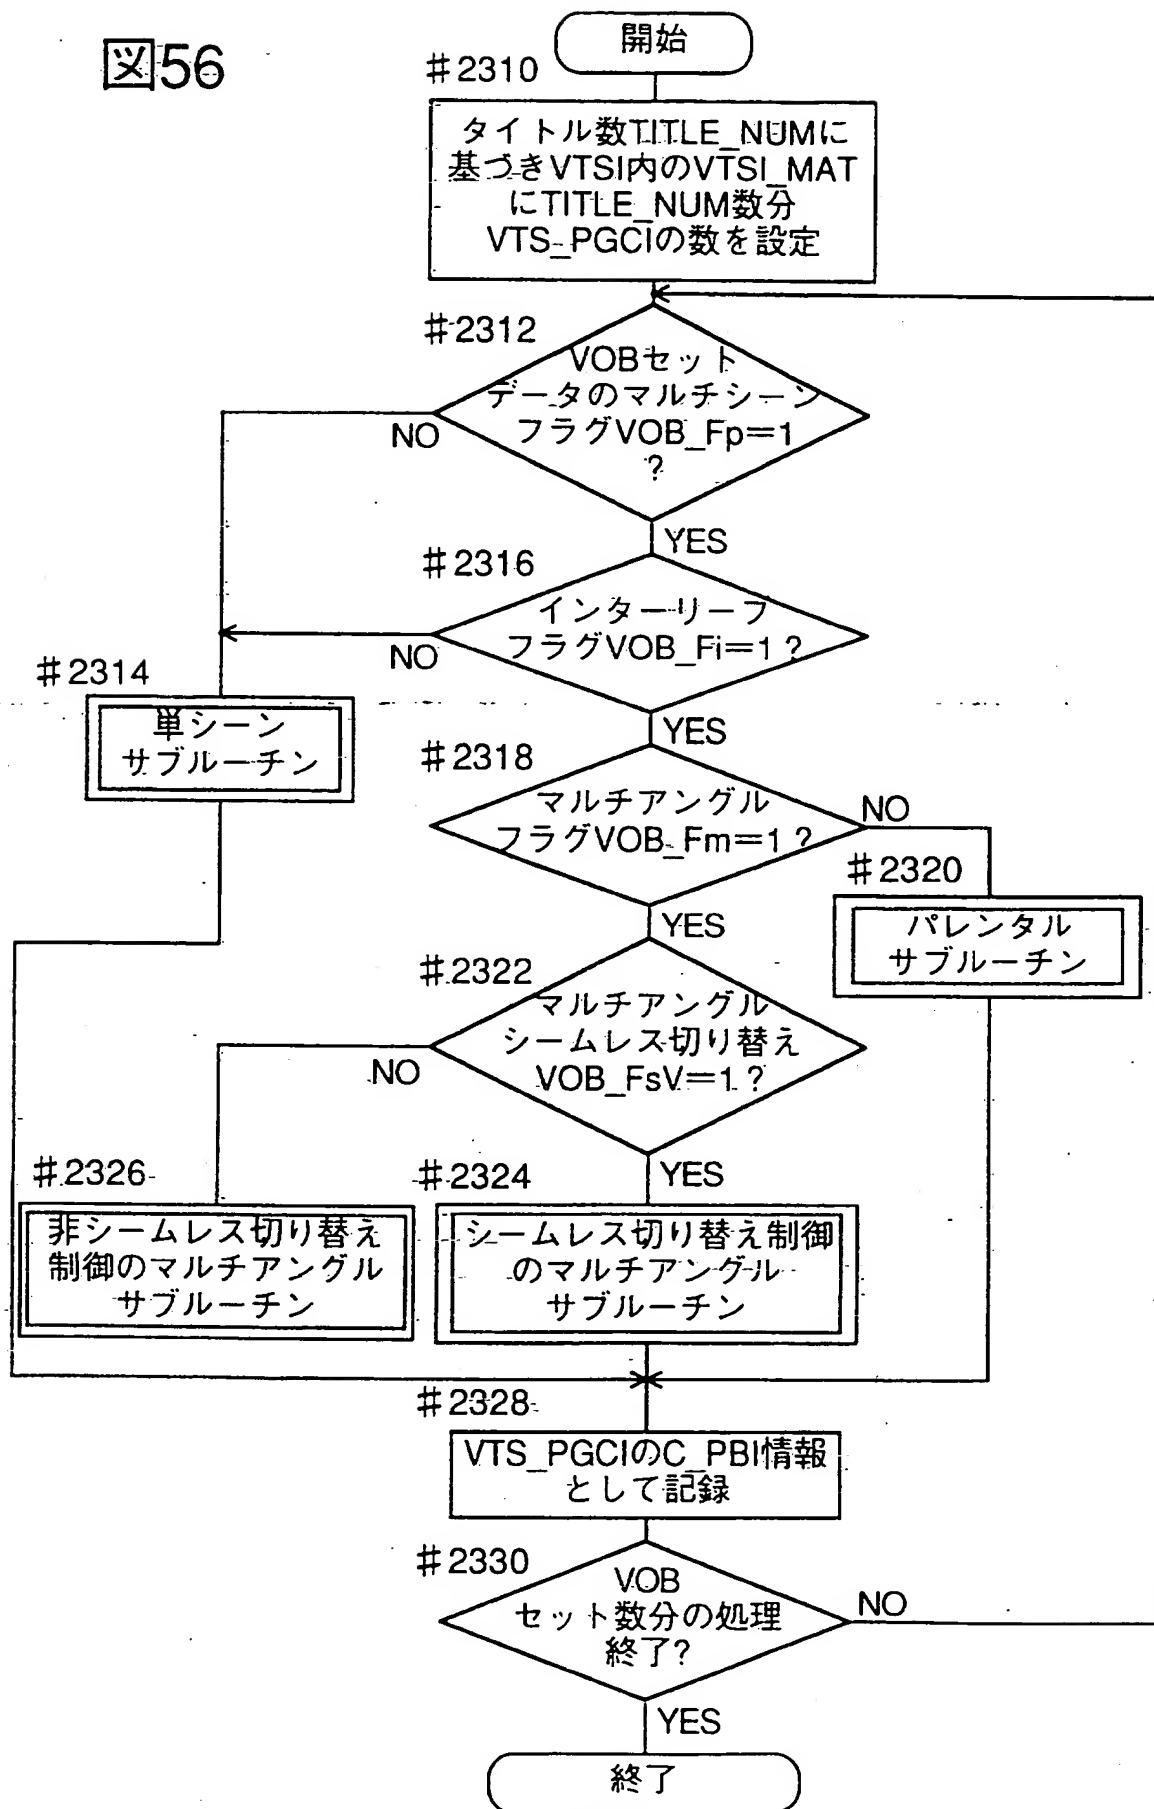 図56
開始
#2310
タイトル数TITLE_NUMに
基づきVTSI内のVTSI_MAT
にTITLE_NUM数分
VTS_PGCIの数を設定
#2312
VOBセット
データのマルチシーン
フラグVOB_Fp=1
?
NO
YES
#2316
インターリーフ
フラグVOB_Fi=1?
NO
YES
#2314
単シーン
サブルーチン
#2318
マルチアングル
フラグVOB_Fm=1?
NO
YES
#2320
パレンタル
サブルーチン
#2322
マルチアングル
シームレス切り替え
VOB_FsV=1?
NO
YES
#2326
非シームレス切り替え
制御のマルチアングル
サブルーチン
#2324
シームレス切り替え制御
のマルチアングル
サブルーチン
#2328
VTS_PGCIのC_PBI情報
として記録
#2330
VOB
セット数分の処理
終了?
NO
YES
終了